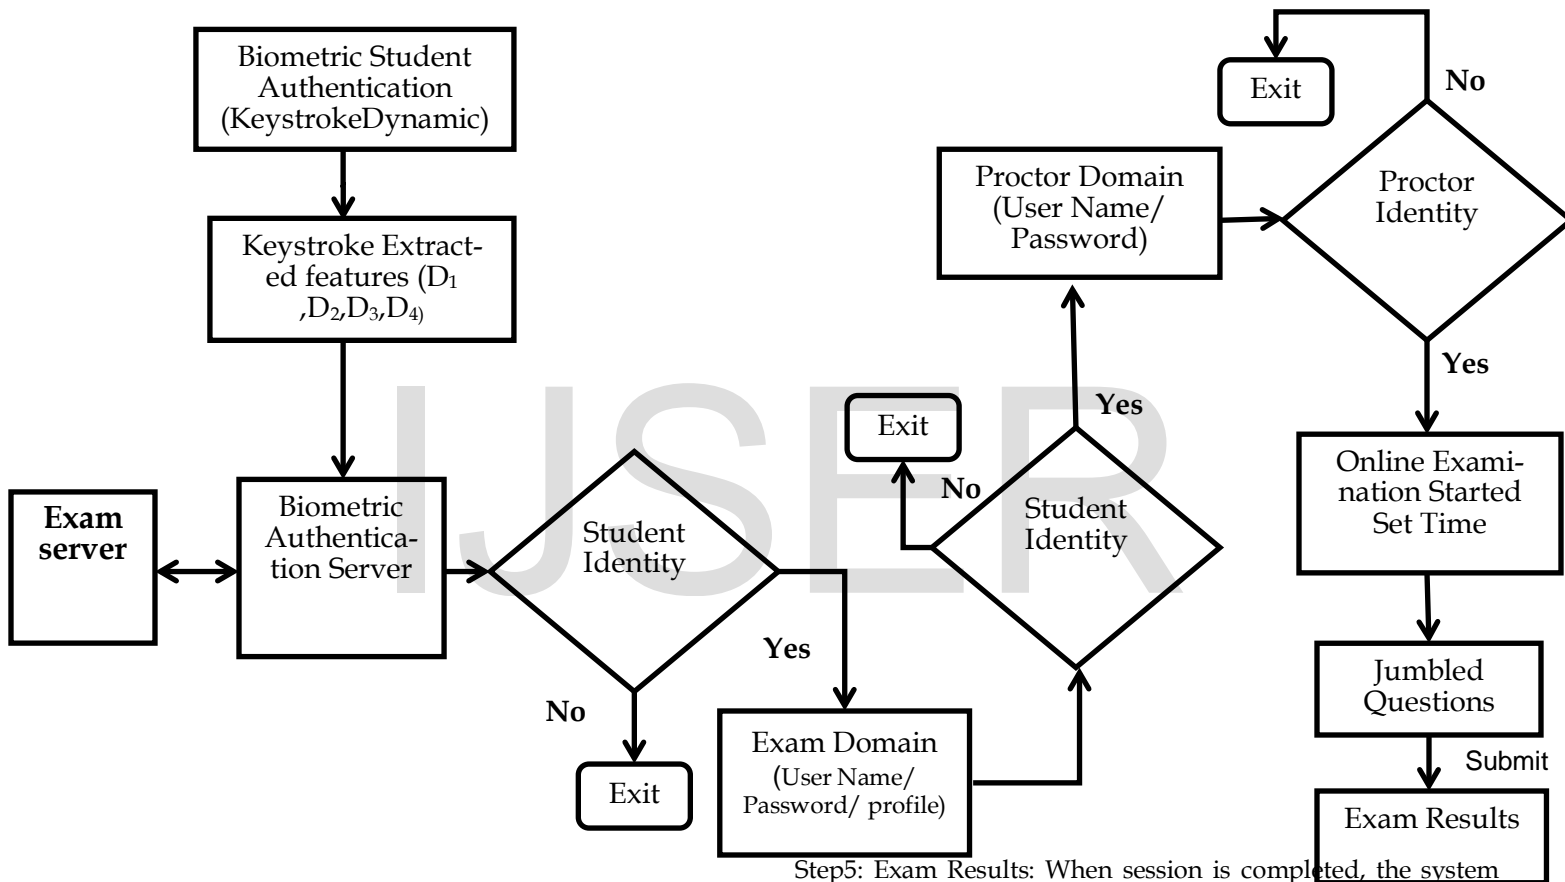 Biometric Student
Authentication
(KeystrokeDynamic)
Keystroke Extract-
ed features (D₁
,D₂,D₃,D₄)
Exam
server
Biometric
Authentica-
tion Server
Student
Identity
No
Exit
Yes
Exam Domain
(User Name/
Password/ profile)
Student
Identity
No
Exit
Yes
Proctor Domain
(User Name/
Password)
Proctor
Identity
No
Exit
Yes
Online Exami-
nation Started
Set Time
Jumbled
Questions
Submit
Exam Results
Step5: Exam Results: When session is completed, the system
IJSER